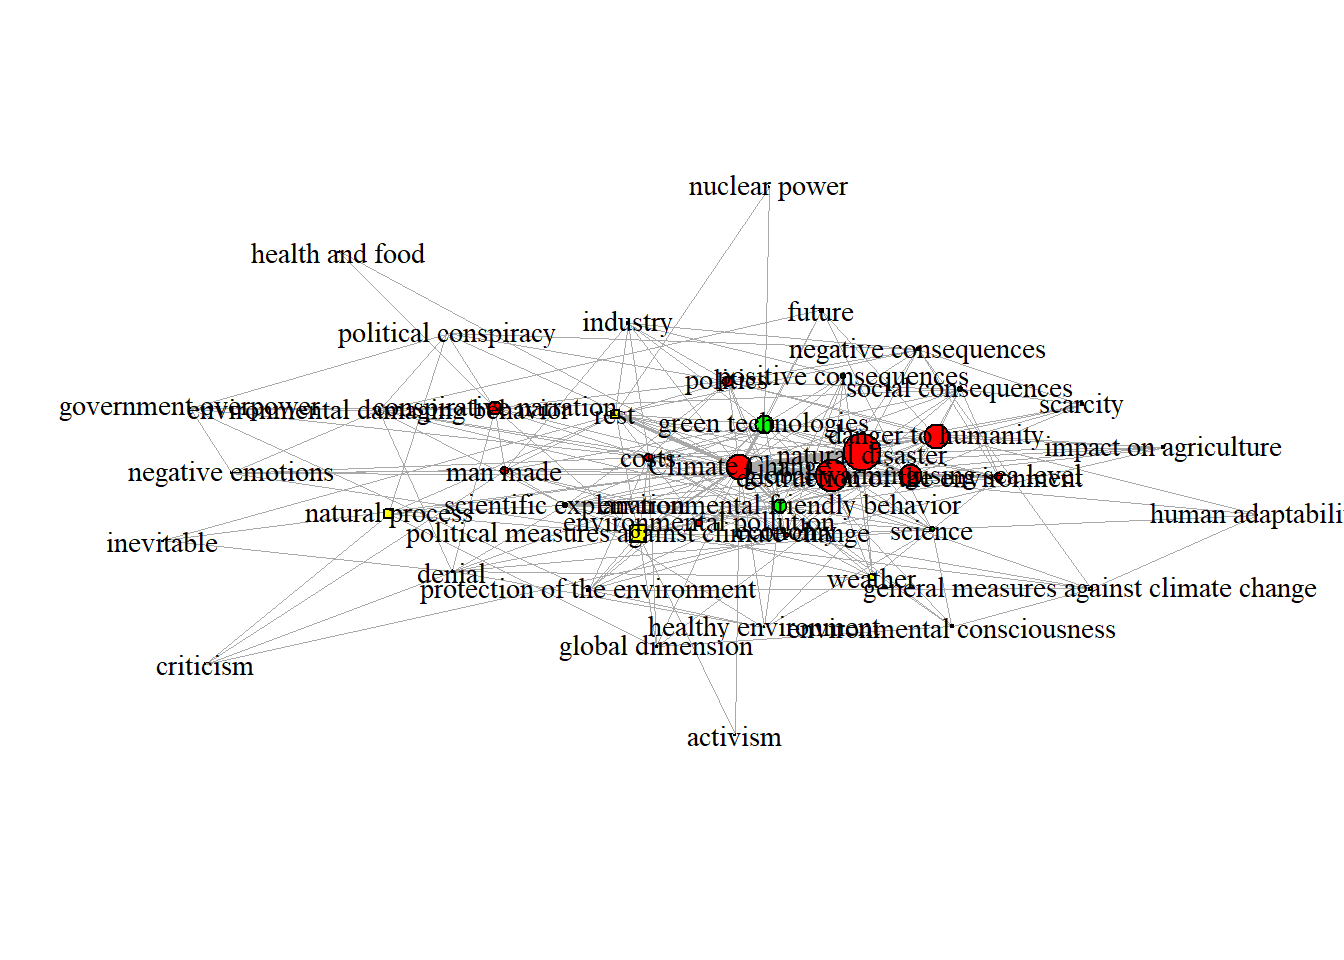 nuclear power
health and food
future
industry
political conspiracy
negative consequences
politics
positive consequences
social consequences
scarcity
government overpower
environmental damaging behavior
conspirative narration
rest
green technologies
danger to humanity
impact on agriculture
natural disaster
costs
Climate Change
negative emotions
man made
destruction of the environment
rising sea level
scientific explanation
environmental friendly behavior
natural process
human adaptabili
environmental pollution
political measures against climate change
economy
science
inevitable
denial
weather
protection of the environment
general measures against climate change
healthy environment
environmental consciousness
global dimension
criticism
activism